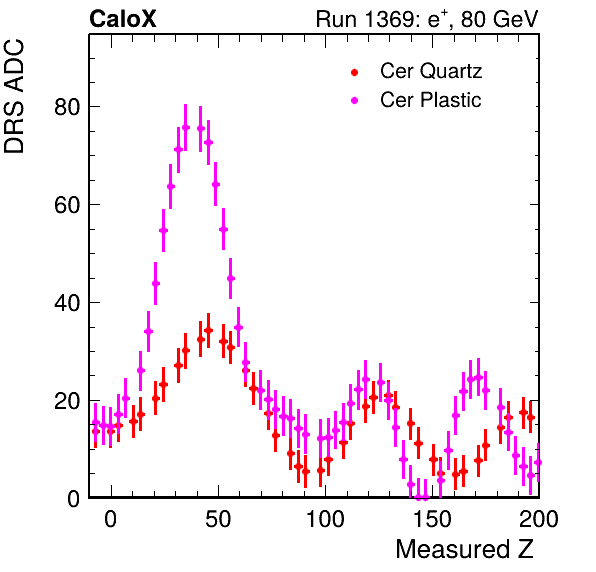 CaloX
Run 1369: e+, 80 GeV
DRS ADC
Cer Quartz
Cer Plastic
80
60
40
20
0
0 50 100 150 200
Measured Z